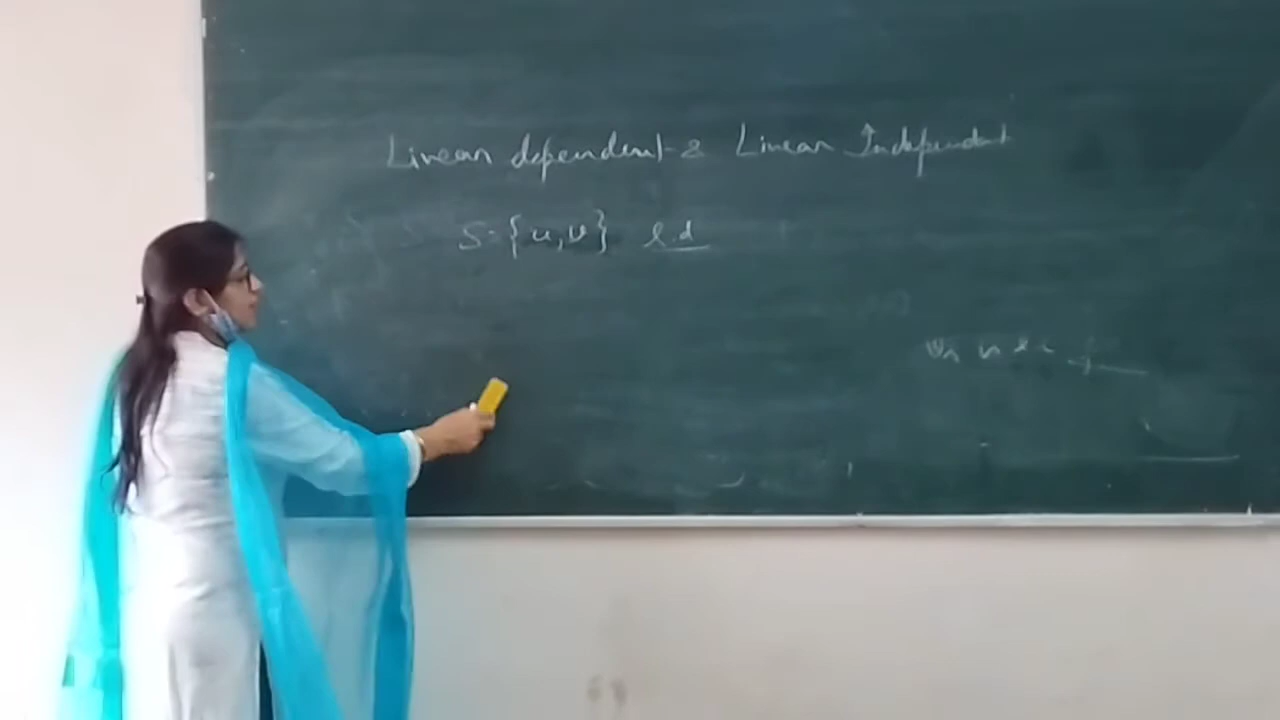 Linear dependent & Linear Independent
S = {u, v} l.d